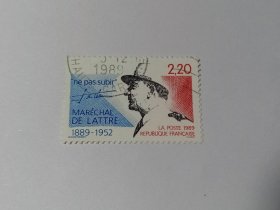 "ne pas subir"
2,20
MARÉCHAL
DE LATTRE
1889-1952
LA POSTE 1989
RÉPUBLIQUE FRANÇAISE
1989